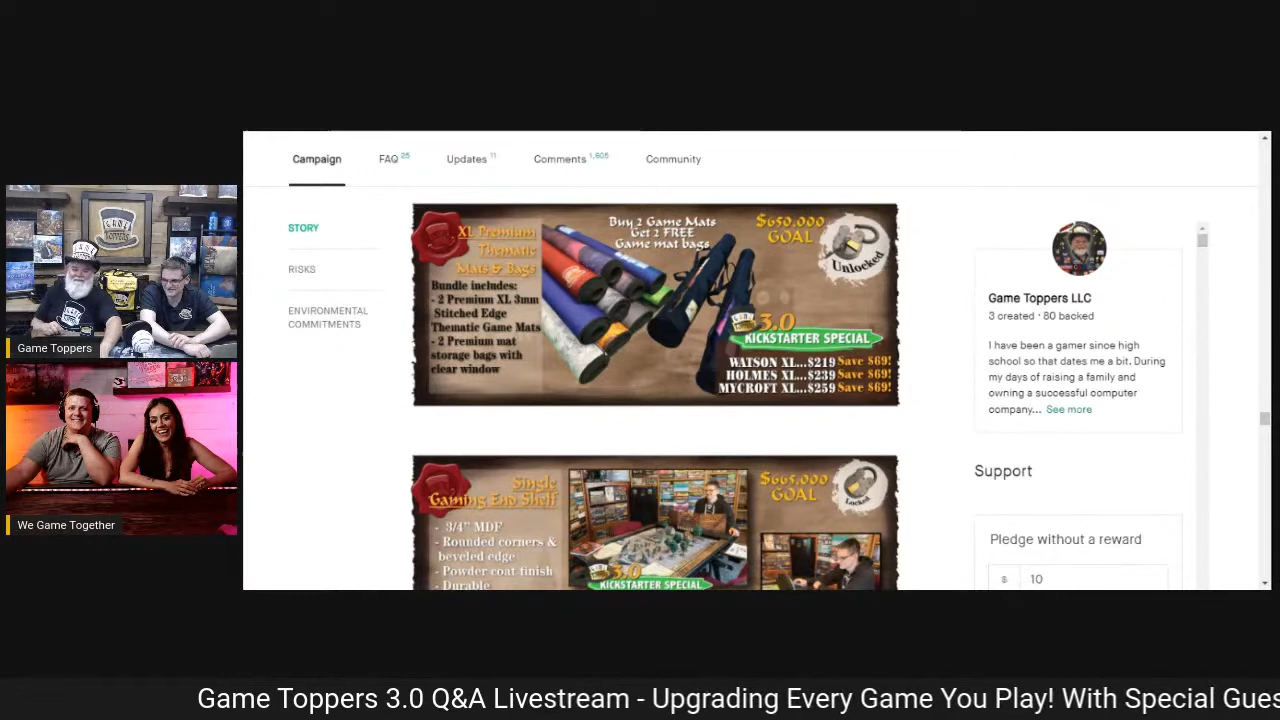 Campaign
FAQ 25
Updates 11
Comments 1,605
Community
STORY
RISKS
ENVIRONMENTAL
COMMITMENTS
XL Premium
Thematic
Mats & Bags
Bundle includes:
- 2 Premium XL 3mm
Stitched Edge
Thematic Game Mats
- 2 Premium mat
storage bags with
clear window
Buy 2 Game Mats
Get 2 FREE
Game mat bags
$650,000
GOAL
Unlocked
3.0
KICKSTARTER SPECIAL
WATSON XL...$219 Save $69!
HOLMES XL...$239 Save $69!
MYCROFT XL...$259 Save $69!
Single
Gaming End Shelf
- 3/4" MDF
- Rounded corners &
beveled edge
- Powder coat finish
- Durable
$665,000
GOAL
Locked
3.0
KICKSTARTER SPECIAL
Game Toppers LLC
3 created · 80 backed
I have been a gamer since high
school so that dates me a bit. During
my days of raising a family and
owning a successful computer
company... See more
Support
Pledge without a reward
$ 10
GAME
TOPPERS
Game Toppers
We Game Together
Game Toppers 3.0 Q&A Livestream - Upgrading Every Game You Play! With Special Gues